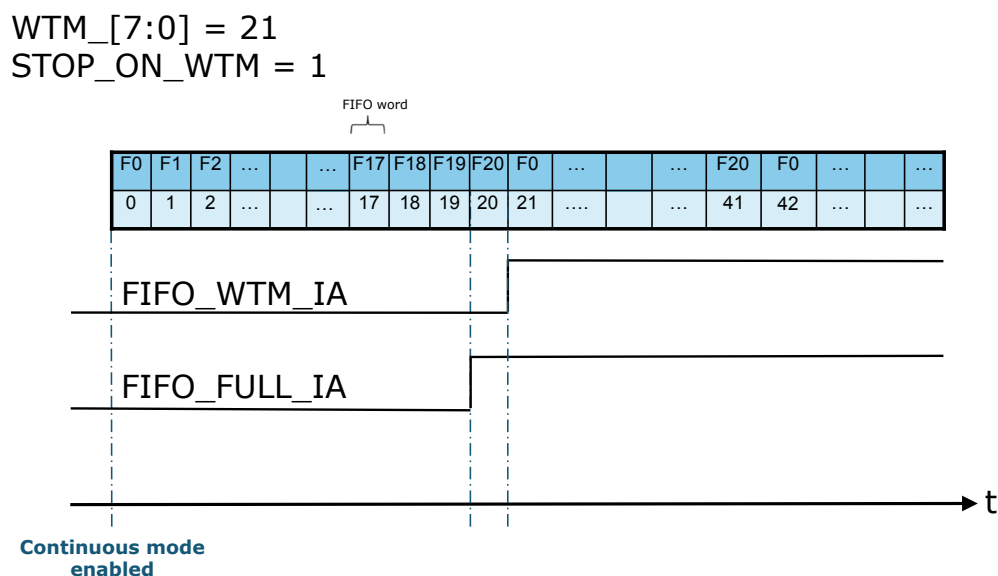 WTM_[7:0] = 21
STOP_ON_WTM = 1
FIFO word
F0 F1 F2 ... ... F17 F18 F19 F20 F0 ... ... F20 F0 ... ...
0 1 2 ... ... 17 18 19 20 21 .... ... 41 42 ... ...
FIFO_WTM_IA
FIFO_FULL_IA
t
Continuous mode
enabled